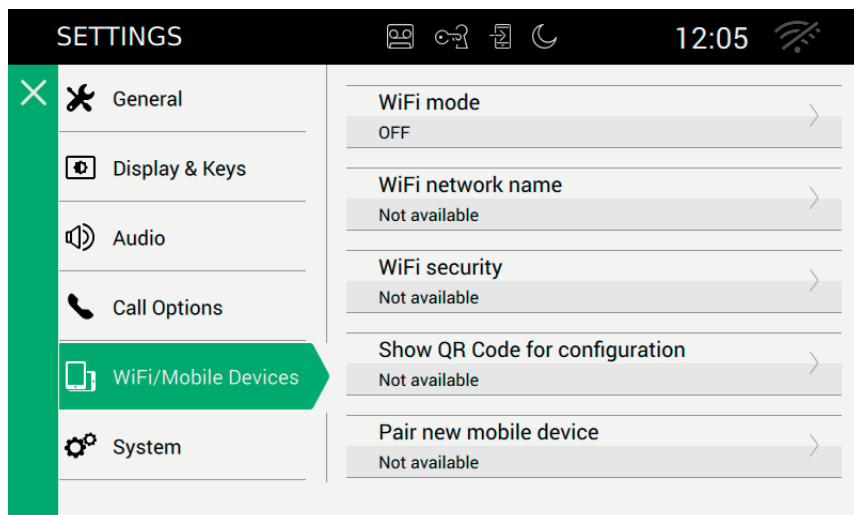 SETTINGS 12:05
General
Display & Keys
Audio
Call Options
WiFi/Mobile Devices
System
WiFi mode
OFF
WiFi network name
Not available
WiFi security
Not available
Show QR Code for configuration
Not available
Pair new mobile device
Not available